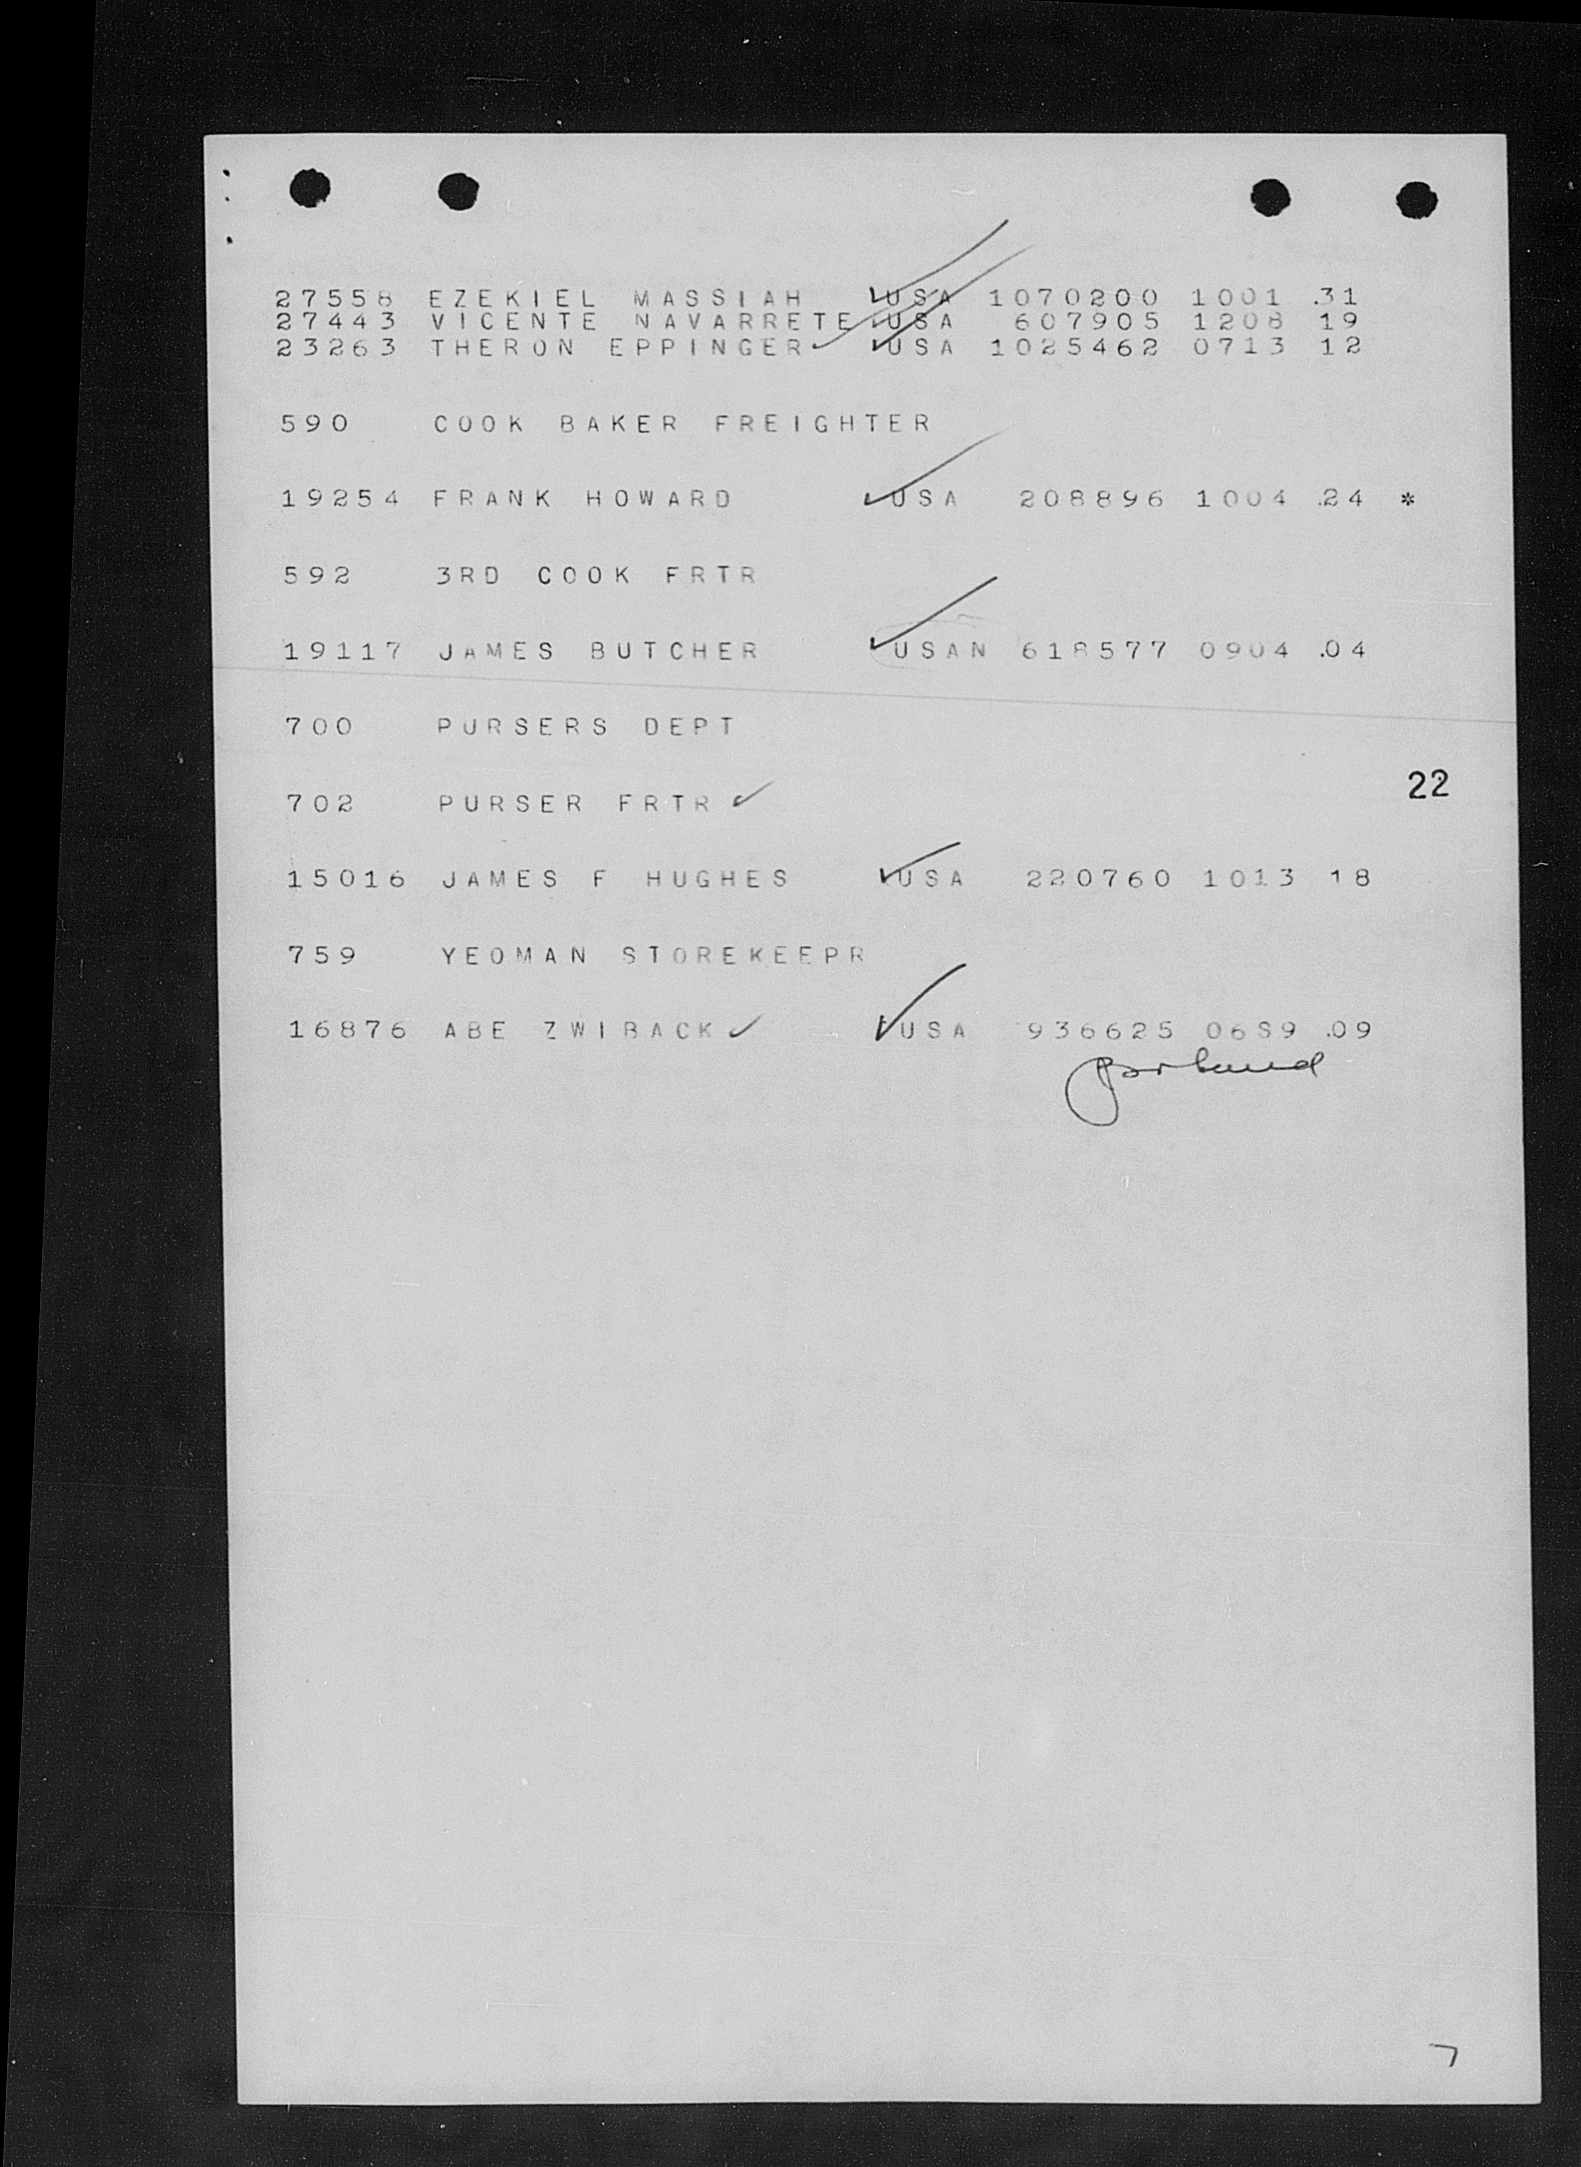 27558 EZEKIEL MASSIAH USA 1070200 1001 .31
27443 VICENTE NAVARRETE USA 607905 1208 19
23263 THERON EPPINGER USA 1025462 0713 12
590 COOK BAKER FREIGHTER
19254 FRANK HOWARD USA 208896 1004 .24 *
592 3RD COOK FRTR
19117 JAMES BUTCHER USAN 618577 0904 .04
700 PURSERS DEPT
22
702 PURSER FRTR
15016 JAMES F HUGHES USA 220760 1013 18
759 YEOMAN STOREKEEPR
16876 ABE ZWIBACK USA 936625 06S9 .09
7